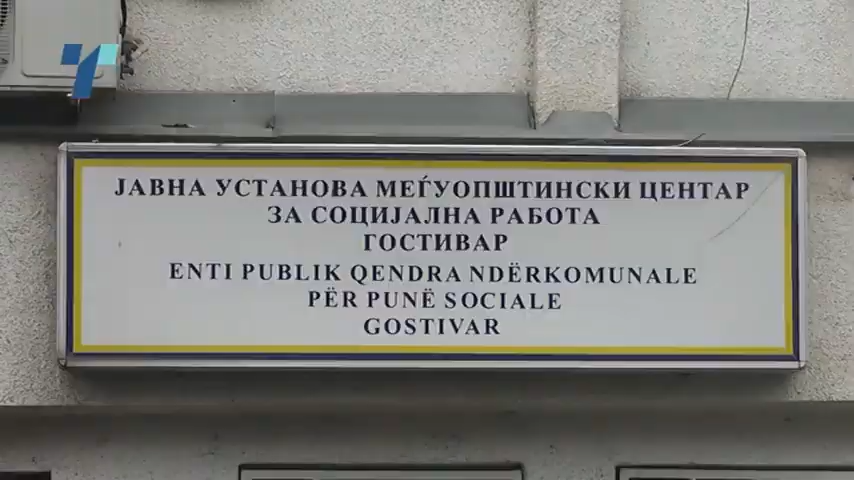 ЈАВНА УСТАНОВА МЕЃУОПШТИНСКИ ЦЕНТАР
ЗА СОЦИЈАЛНА РАБОТА
ГОСТИВАР
ENTI PUBLIK QENDRA NDËRKOMUNALE
PËR PUNË SOCIALE
GOSTIVAR